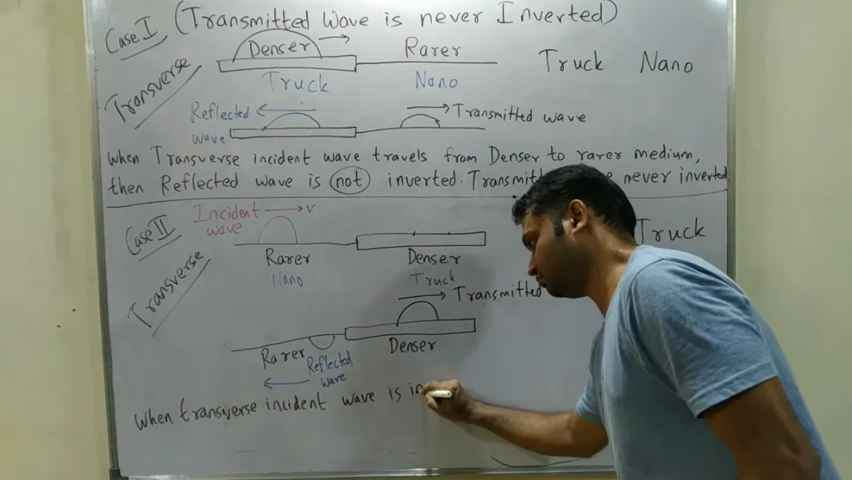 Case I (Transmitted Wave is never Inverted)
Transverse
Denser Rarer
Truck Nano
Truck Nano
Reflected wave
Transmitted wave
When Transverse incident wave travels from Denser to rarer medium,
then Reflected wave is not inverted. Transmitt never inverted
Case II
Incident wave v
Transverse
Rarer Denser
Nano Truck
Truck
Transmitted
Rarer Denser
Reflected wave
When transverse incident wave is in